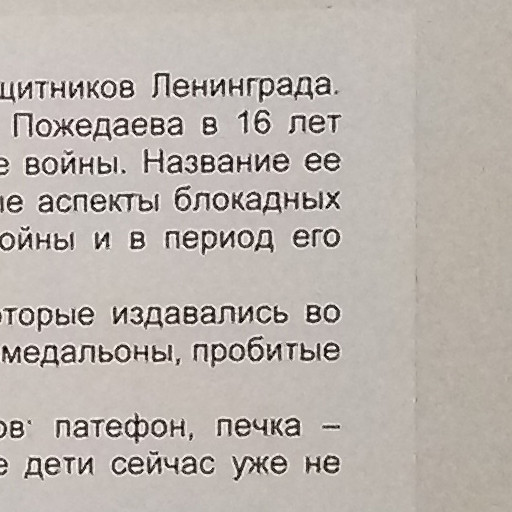 щитников Ленинграда.
Пожедаева в 16 лет
е войны. Название ее
ые аспекты блокадных
ойны и в период его
оторые издавались во
медальоны, пробитые
ов: патефон, печка –
е дети сейчас уже не